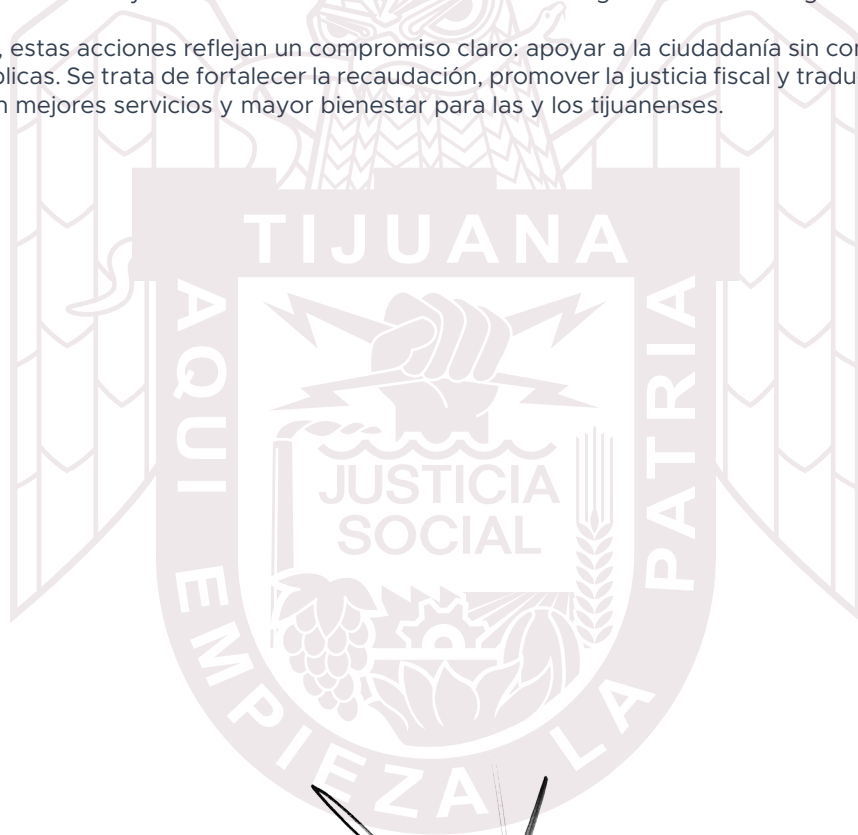 , estas acciones reflejan un compromiso claro: apoyar a la ciudadanía sin
Se trata de fortalecer la recaudación, promover la justicia fiscal y
mejores servicios y mayor bienestar para las y los tijuanenses.
TIJUANA
AQUI EMPIEZA LA PATRIA
JUSTICIA
SOCIAL